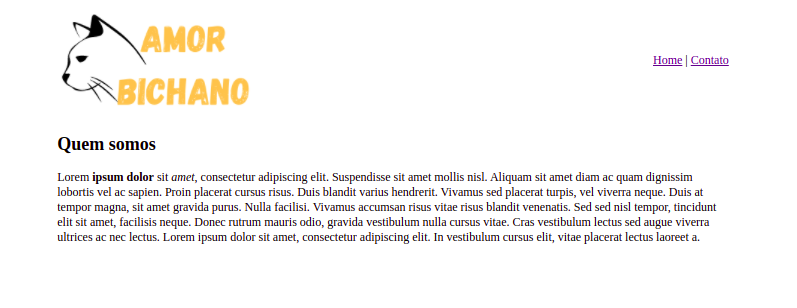 AMOR
BICHANO
Home | Contato
Quem somos
Lorem ipsum dolor sit amet, consectetur adipiscing elit. Suspendisse sit amet mollis nisl. Aliquam sit amet diam ac quam dignissim
lobortis vel ac sapien. Proin placerat cursus risus. Duis blandit varius hendrerit. Vivamus sed placerat turpis, vel viverra neque. Duis at
tempor magna, sit amet gravida purus. Nulla facilisi. Vivamus accumsan risus vitae risus blandit venenatis. Sed sed nisl tempor, tincidunt
elit sit amet, facilisis neque. Donec rutrum mauris odio, gravida vestibulum nulla cursus vitae. Cras vestibulum lectus sed augue viverra
ultrices ac nec lectus. Lorem ipsum dolor sit amet, consectetur adipiscing elit. In vestibulum cursus elit, vitae placerat lectus laoreet a.